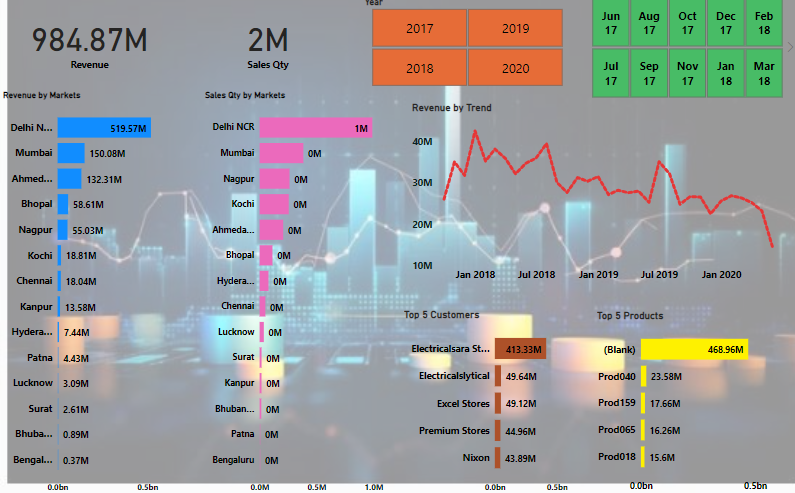 Year
984.87M
Revenue
2M
Sales Qty
2017
2019
2018
2020
Jun 17
Aug 17
Oct 17
Dec 17
Feb 18
Jul 17
Sep 17
Nov 17
Jan 18
Mar 18
Revenue by Markets
Delhi N... 519.57M
Mumbai 150.08M
Ahmed... 132.31M
Bhopal 58.61M
Nagpur 55.03M
Kochi 18.81M
Chennai 18.04M
Kanpur 13.58M
Hydera... 7.44M
Patna 4.43M
Lucknow 3.09M
Surat 2.61M
Bhuba... 0.89M
Bengal... 0.37M
0.0bn 0.5bn
Sales Qty by Markets
Delhi NCR 1M
Mumbai 0M
Nagpur 0M
Kochi 0M
Ahmeda... 0M
Bhopal 0M
Hydera... 0M
Chennai 0M
Lucknow 0M
Surat 0M
Kanpur 0M
Bhuban... 0M
Patna 0M
Bengaluru 0M
0.0M 0.5M 1.0M
Revenue by Trend
40M
30M
20M
10M
Jan 2018 Jul 2018 Jan 2019 Jul 2019 Jan 2020
Top 5 Customers
Electricalsara St... 413.33M
Electricalslytical 49.64M
Excel Stores 49.12M
Premium Stores 44.96M
Nixon 43.89M
0.0bn 0.5bn
Top 5 Products
(Blank) 468.96M
Prod040 23.58M
Prod159 17.66M
Prod065 16.26M
Prod018 15.6M
0.0bn 0.5bn